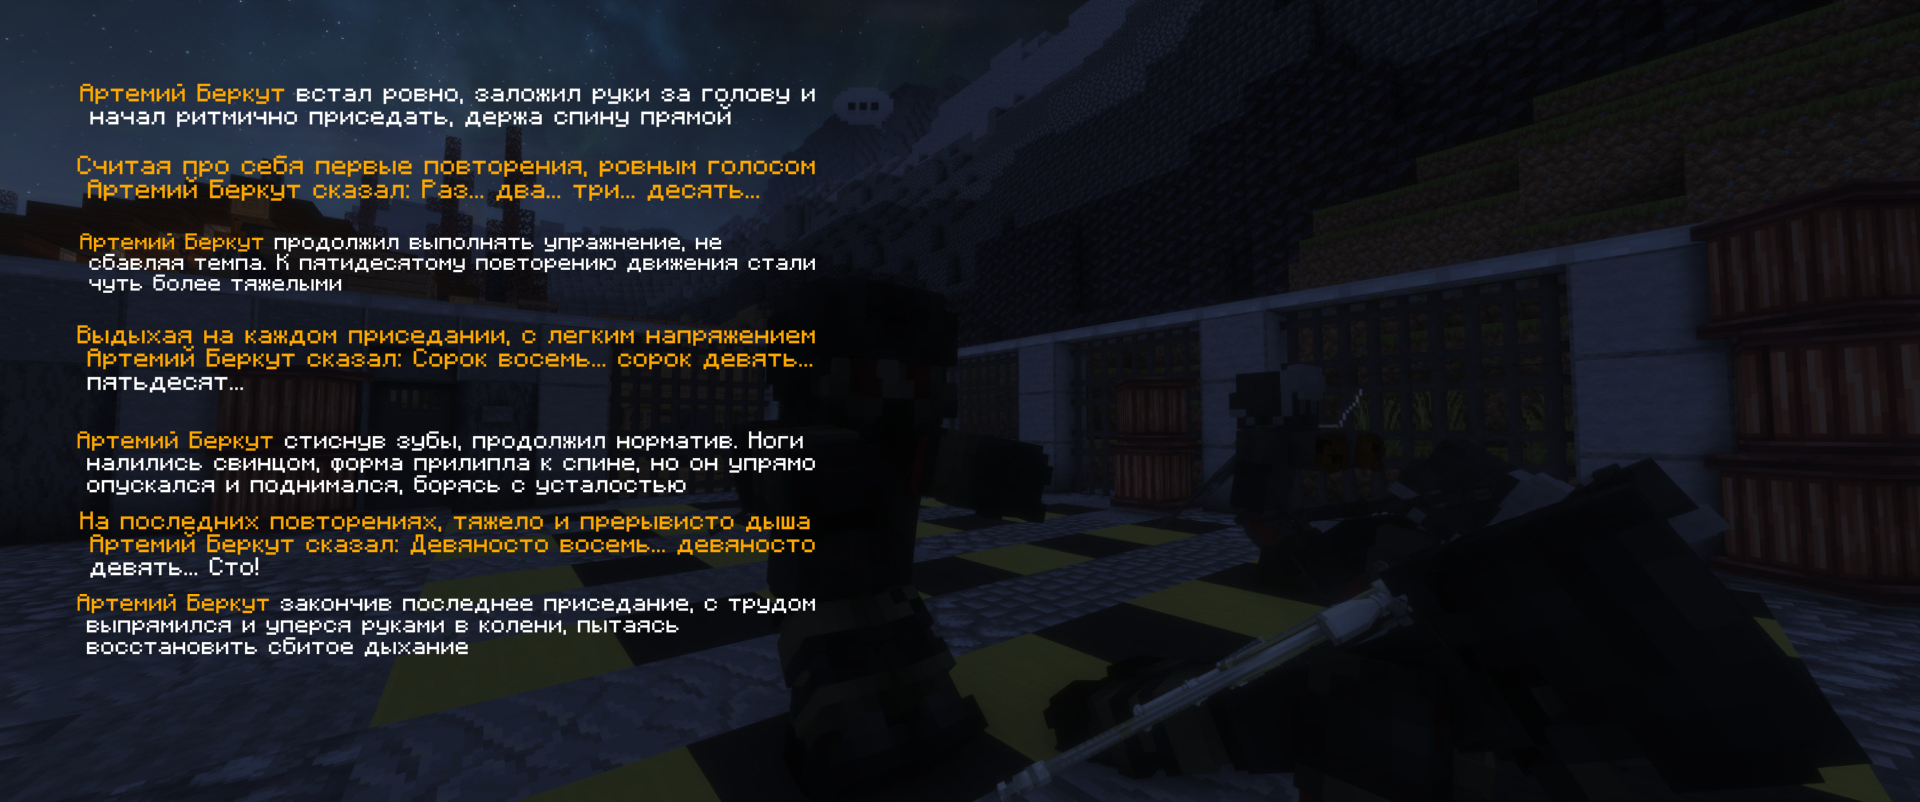 Артемий Беркут встал ровно, заложил руки за голову и
начал ритмично приседать, держа спину прямой
Считая про себя первые повторения, ровным голосом
Артемий Беркут сказал: Раз... два... три... десять...
Артемий Беркут продолжил выполнять упражнение, не
сбавляя темпа. К пятидесятому повторению движения стали
чуть более тяжелыми
Выдыхая на каждом приседании, с легким напряжением
Артемий Беркут сказал: Сорок восемь... сорок девять...
пятьдесят...
Артемий Беркут стиснув зубы, продолжил норматив. Ноги
налились свинцом, форма прилипла к спине, но он упрямо
опускался и поднимался, борясь с усталостью
На последних повторениях, тяжело и прерывисто дыша
Артемий Беркут сказал: Девяносто восемь... девяносто
девять... Сто!
Артемий Беркут закончив последнее приседание, с трудом
выпрямился и уперся руками в колени, пытаясь
восстановить сбитое дыхание